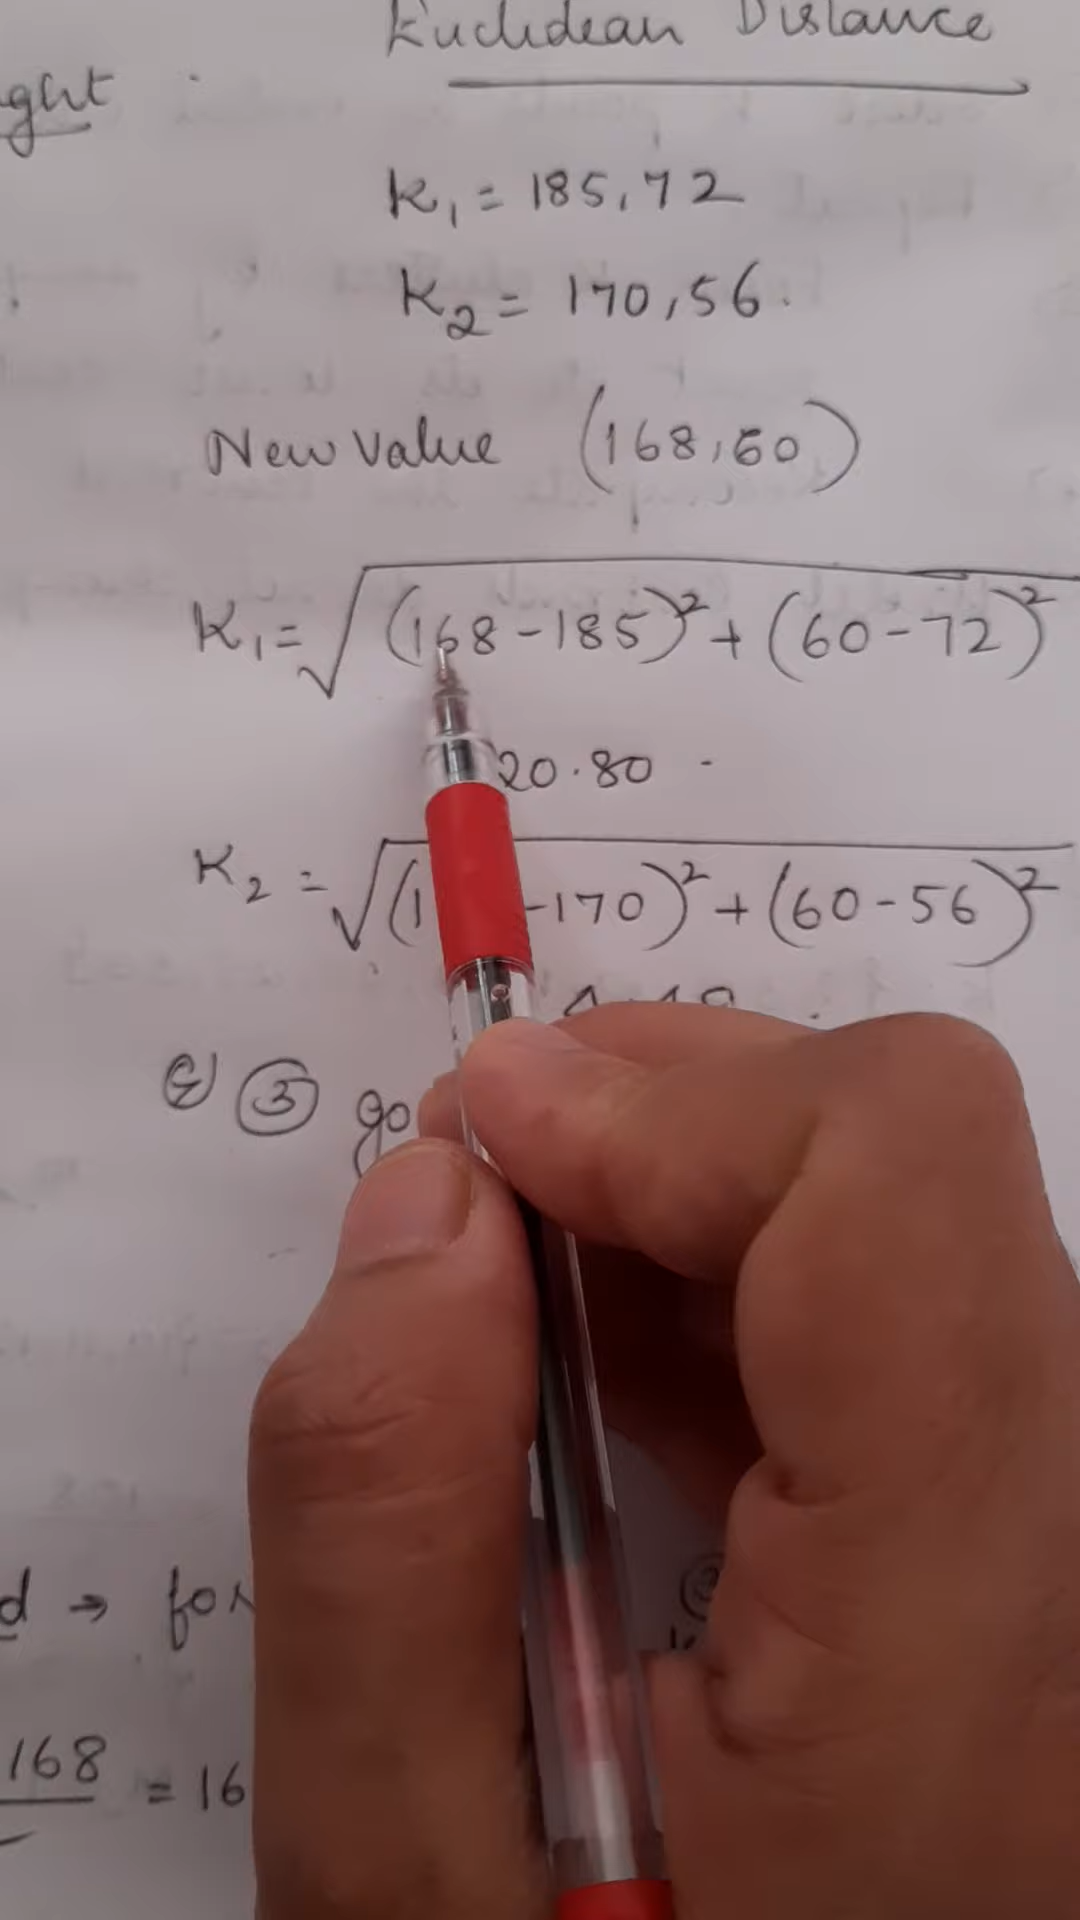 Euclidean Distance
ght
K₁ = 185,72
K₂ = 170,56.
New Value (168,60)
K₁ = √(168-185)² + (60-72)²
20.80
K₂ = √(1 -170)² + (60-56)²
③ go
d → for
168 = 16